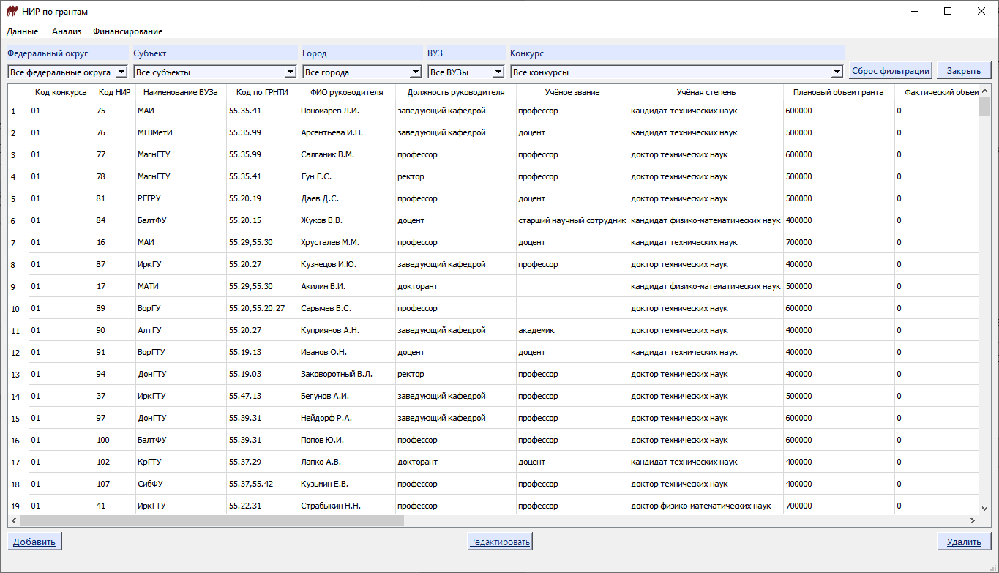 НИР по грантам
Данные Анализ Финансирование
Федеральный округ Субъект Город ВУЗ Конкурс
Все федеральные округа Все субъекты Все города Все ВУЗы Все конкурсы Сброс фильтрации Закрыть
Код конкурса Код НИР Наименование ВУЗа Код по ГРНТИ ФИО руководителя Должность руководителя Учёное звание Учёная степень Плановый объем гранта Фактический объем
1 01 75 МАИ 55.35.41 Пономарев Л.И. заведующий кафедрой профессор кандидат технических наук 600000 0
2 01 76 МГВМетИ 55.35.99 Арсентьева И.П. заведующий кафедрой доцент кандидат технических наук 500000 0
3 01 77 МагнГТУ 55.35.99 Салганик В.М. профессор профессор доктор технических наук 600000 0
4 01 78 МагнГТУ 55.35.41 Гун Г.С. ректор профессор доктор технических наук 500000 0
5 01 81 РГГРУ 55.20.19 Даев Д.С. профессор доцент доктор технических наук 500000 0
6 01 84 БалтФУ 55.20.15 Жуков В.В. доцент старший научный сотрудник кандидат физико-математических наук 400000 0
7 01 16 МАИ 55.29,55.30 Хрусталев М.М. профессор доцент доктор технических наук 700000 0
8 01 87 ИркГУ 55.20.27 Кузнецов И.Ю. заведующий кафедрой профессор доктор технических наук 400000 0
9 01 17 МАТИ 55.29,55.30 Акилин В.И. докторант кандидат физико-математических наук 500000 0
10 01 89 ВорГУ 55.20,55.20.27 Сарычев В.С. профессор доктор технических наук 600000 0
11 01 90 АлтГУ 55.20.27 Куприянов А.Н. заведующий кафедрой академик доктор технических наук 400000 0
12 01 91 ВорГТУ 55.19.13 Иванов О.Н. доцент доцент кандидат технических наук 400000 0
13 01 94 ДонГТУ 55.19.03 Заковоротный В.Л. ректор профессор доктор технических наук 400000 0
14 01 37 ИркГТУ 55.47.13 Бегунов А.И. заведующий кафедрой профессор доктор технических наук 500000 0
15 01 97 ДонГТУ 55.39.31 Нейдорф Р.А. заведующий кафедрой профессор доктор технических наук 600000 0
16 01 100 БалтФУ 55.39.31 Попов Ю.И. профессор профессор доктор технических наук 600000 0
17 01 102 КрГТУ 55.37.29 Лапко А.В. докторант доцент кандидат технических наук 400000 0
18 01 107 СибФУ 55.37,55.42 Кузьмин Е.В. профессор профессор доктор технических наук 400000 0
19 01 41 ИркГТУ 55.22.31 Страбыкин Н.Н. профессор профессор доктор физико-математических наук 700000 0
Добавить Редактировать Удалить